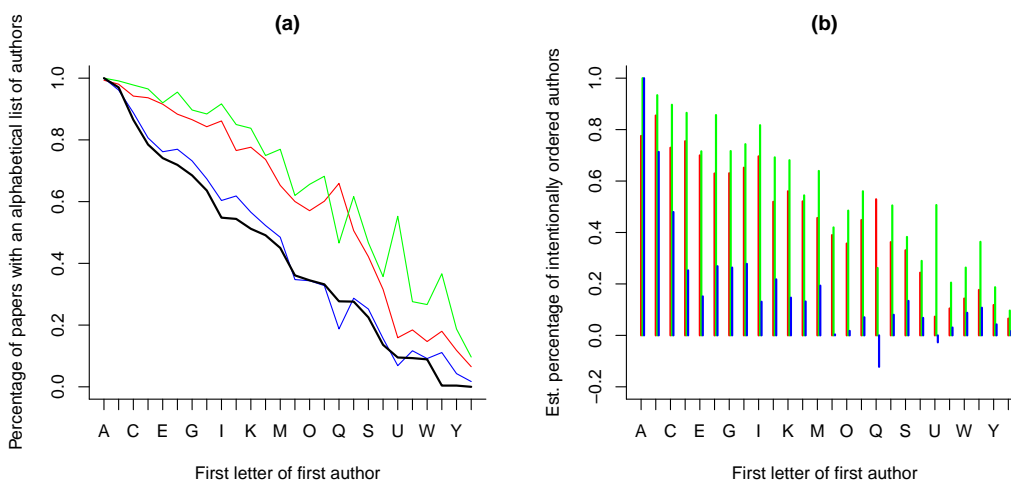 (a)
Percentage of papers with an alphabetical list of authors
1.0
0.8
0.6
0.4
0.2
0.0
A C E G I K M O Q S U W Y
First letter of first author
(b)
Est. percentage of intentionally ordered authors
1.0
0.8
0.6
0.4
0.2
0.0
−0.2
A C E G I K M O Q S U W Y
First letter of first author